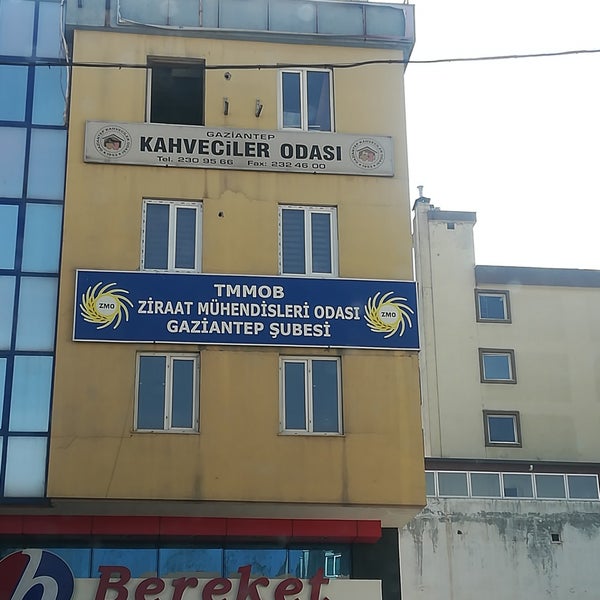 GAZİANTEP
KAHVECİLER ODASI
Tel. 230 95 66 Fax: 232 46 00
TMMOB
ZMO ZİRAAT MÜHENDİSLERİ ODASI ZMO
GAZİANTEP ŞUBESİ
Bereket